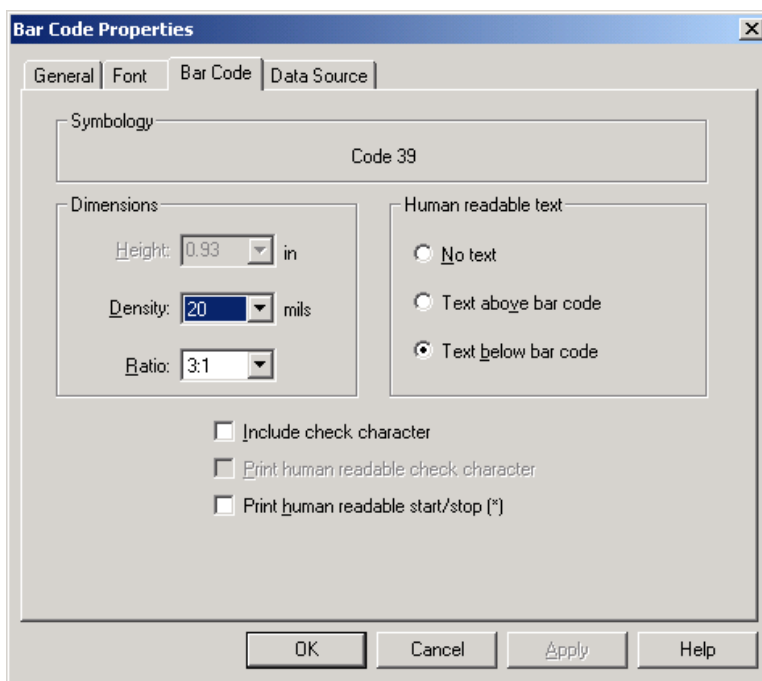 Bar Code Properties
General Font Bar Code Data Source
Symbology
Code 39
Dimensions
Height: 0.93 in
Density: 20 mils
Ratio: 3:1
Human readable text
No text
Text above bar code
Text below bar code
Include check character
Print human readable check character
Print human readable start/stop (*)
OK Cancel Apply Help